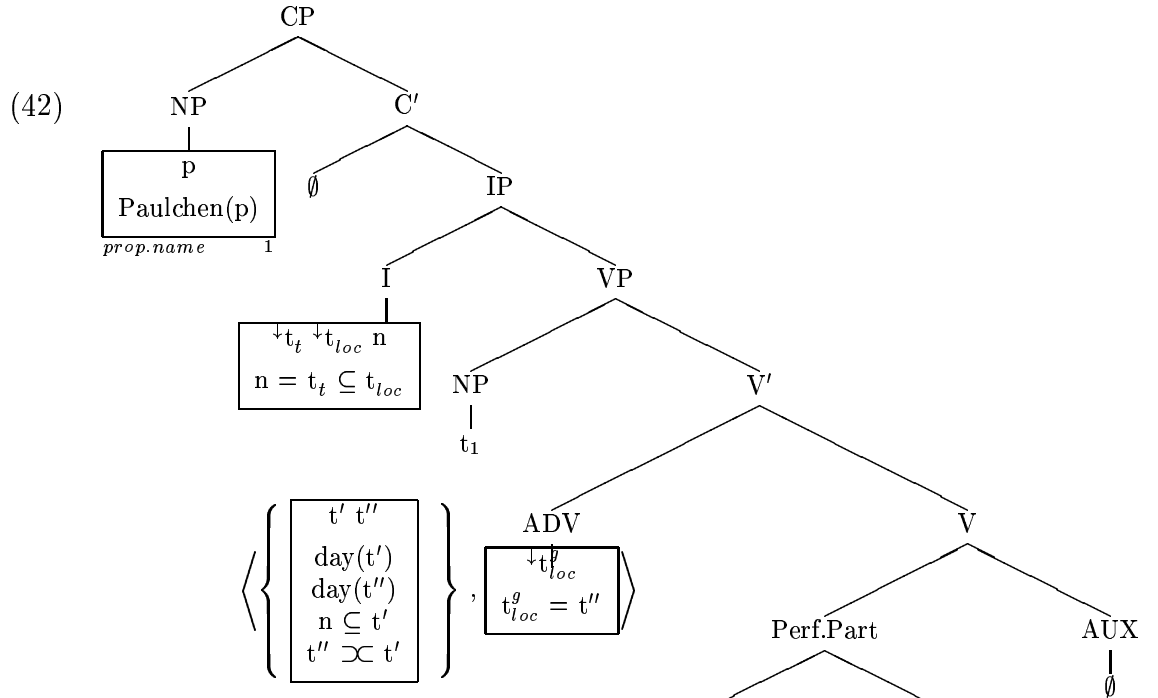 CP
(42) NP C′
p
Paulchen(p)
prop.name 1
∅ IP
I VP
↓t_t ↓t_loc n
n = t_t ⊆ t_loc
NP V′
t₁
ADV V
⟨ { t′ t″
day(t′)
day(t″)
n ⊆ t′
t″ ⊃⊂ t′ } , ↓t^g_loc
t^g_loc = t″ ⟩
Perf.Part AUX
∅